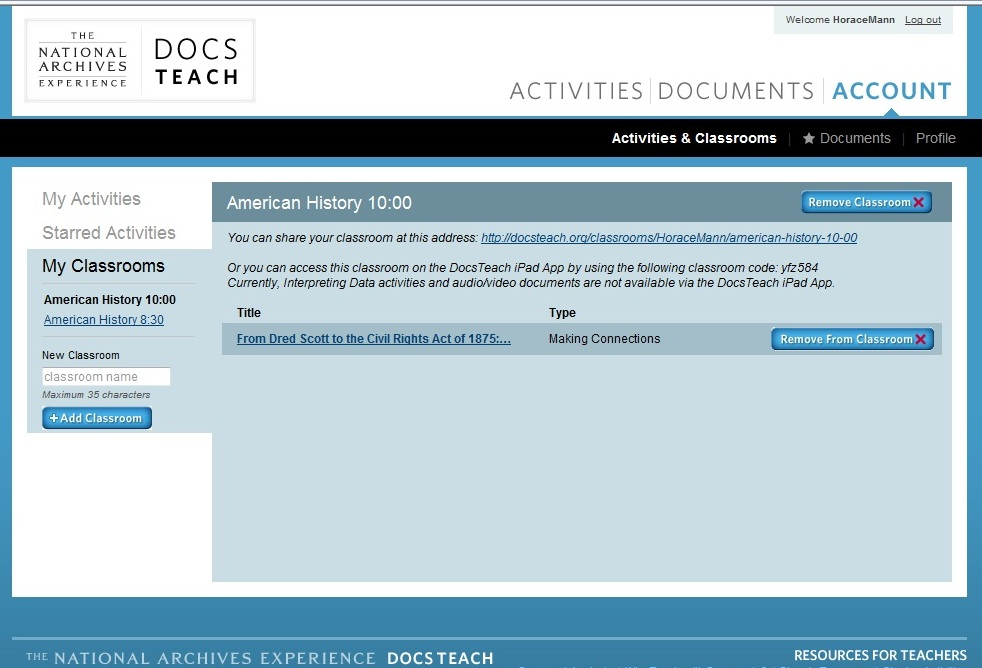 Welcome HoraceMann Log out
THE
NATIONAL
ARCHIVES
EXPERIENCE
DOCS
TEACH
ACTIVITIES DOCUMENTS ACCOUNT
Activities & Classrooms Documents Profile
My Activities
Starred Activities
My Classrooms
American History 10:00
American History 8:30
New Classroom
classroom name
Maximum 35 characters
+ Add Classroom
American History 10:00
Remove Classroom X
You can share your classroom at this address: http://docsteach.org/classrooms/HoraceMann/american-history-10-00
Or you can access this classroom on the DocsTeach iPad App by using the following classroom code: yfz584
Currently, Interpreting Data activities and audio/video documents are not available via the DocsTeach iPad App.
Title Type
From Dred Scott to the Civil Rights Act of 1875:... Making Connections Remove From Classroom X
THE NATIONAL ARCHIVES EXPERIENCE DOCSTEACH
RESOURCES FOR TEACHERS